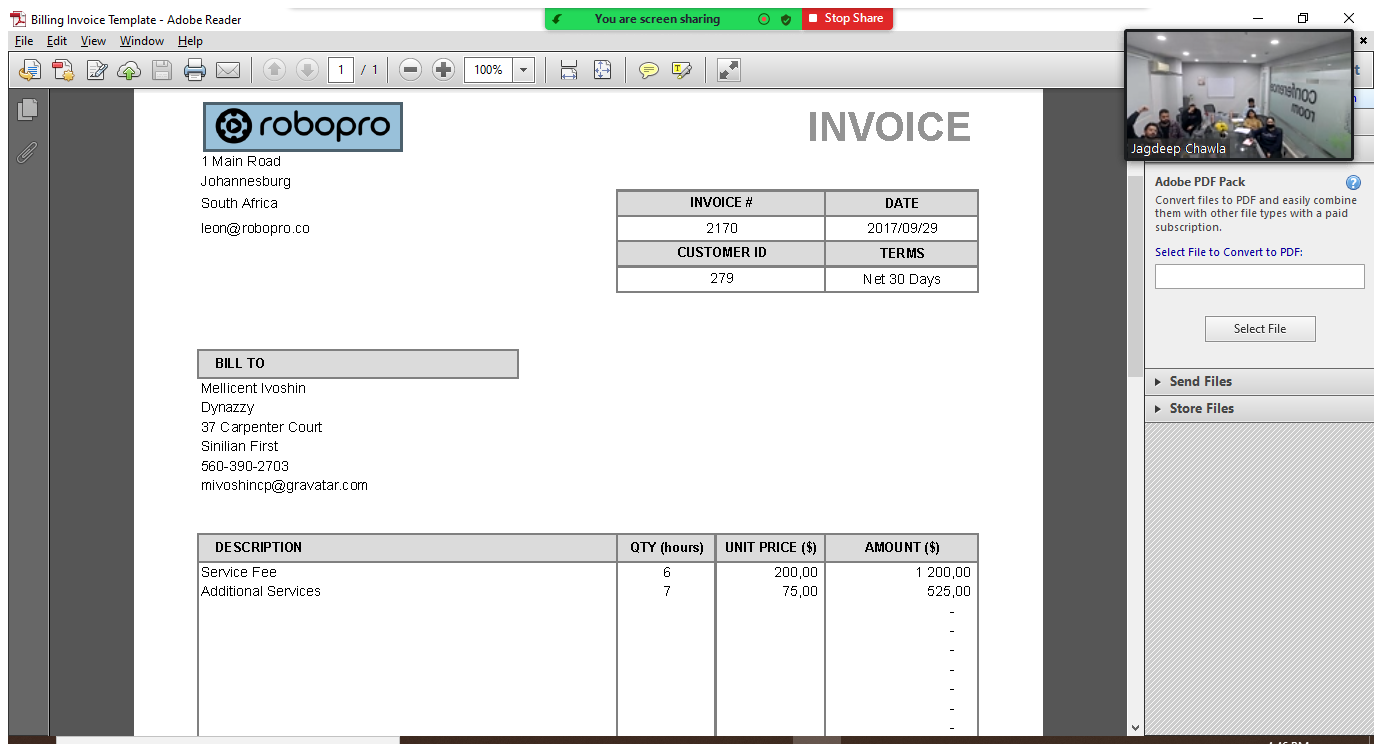 Billing Invoice Template - Adobe Reader
You are screen sharing
Stop Share
File Edit View Window Help
1 / 1
100%
conference
room
Jagdeep Chawla
robopro
INVOICE
1 Main Road
Johannesburg
South Africa
leon@robopro.co
INVOICE # DATE
2170 2017/09/29
CUSTOMER ID TERMS
279 Net 30 Days
BILL TO
Mellicent Ivoshin
Dynazzy
37 Carpenter Court
Sinilian First
560-390-2703
mivoshincp@gravatar.com
DESCRIPTION QTY (hours) UNIT PRICE ($) AMOUNT ($)
Service Fee 6 200,00 1 200,00
Additional Services 7 75,00 525,00
-
-
-
-
-
-
-
Adobe PDF Pack
Convert files to PDF and easily combine
them with other file types with a paid
subscription.
Select File to Convert to PDF:
Select File
Send Files
Store Files